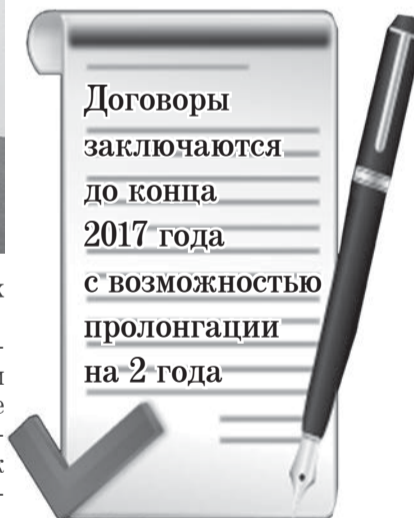 Договоры
заключаются
до конца
2017 года
с возможностью
пролонгации
на 2 года